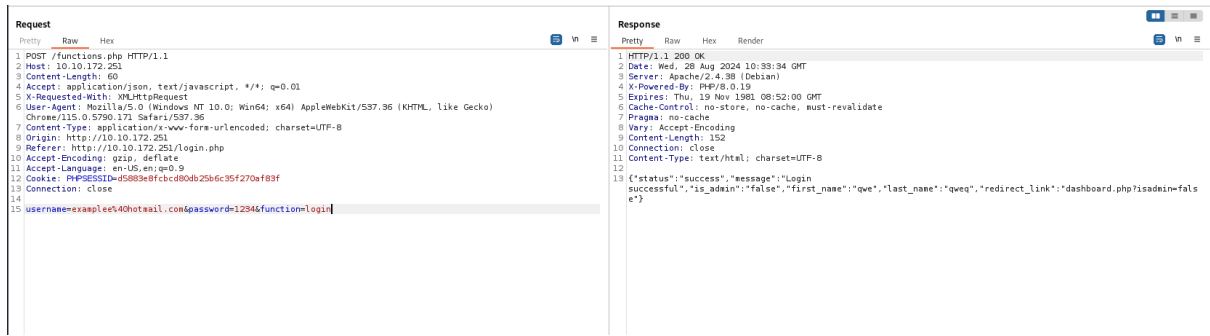 Request
Pretty Raw Hex
\n
1 POST /functions.php HTTP/1.1
2 Host: 10.10.172.251
3 Content-Length: 60
4 Accept: application/json, text/javascript, */*; q=0.01
5 X-Requested-With: XMLHttpRequest
6 User-Agent: Mozilla/5.0 (Windows NT 10.0; Win64; x64) AppleWebKit/537.36 (KHTML, like Gecko)
Chrome/115.0.5790.171 Safari/537.36
7 Content-Type: application/x-www-form-urlencoded; charset=UTF-8
8 Origin: http://10.10.172.251
9 Referer: http://10.10.172.251/login.php
10 Accept-Encoding: gzip, deflate
11 Accept-Language: en-US,en;q=0.9
12 Cookie: PHPSESSID=d5883e8fcbcd80db25b6c35f270af83f
13 Connection: close
14
15 username=examplee%40hotmail.com&password=1234&function=login
Response
Pretty Raw Hex Render
\n
1 HTTP/1.1 200 OK
2 Date: Wed, 28 Aug 2024 10:33:34 GMT
3 Server: Apache/2.4.38 (Debian)
4 X-Powered-By: PHP/8.0.19
5 Expires: Thu, 19 Nov 1981 08:52:00 GMT
6 Cache-Control: no-store, no-cache, must-revalidate
7 Pragma: no-cache
8 Vary: Accept-Encoding
9 Content-Length: 152
10 Connection: close
11 Content-Type: text/html; charset=UTF-8
12
13 {"status":"success","message":"Login
successful","is_admin":"false","first_name":"qwe","last_name":"qweq","redirect_link":"dashboard.php?isadmin=fals
e"}